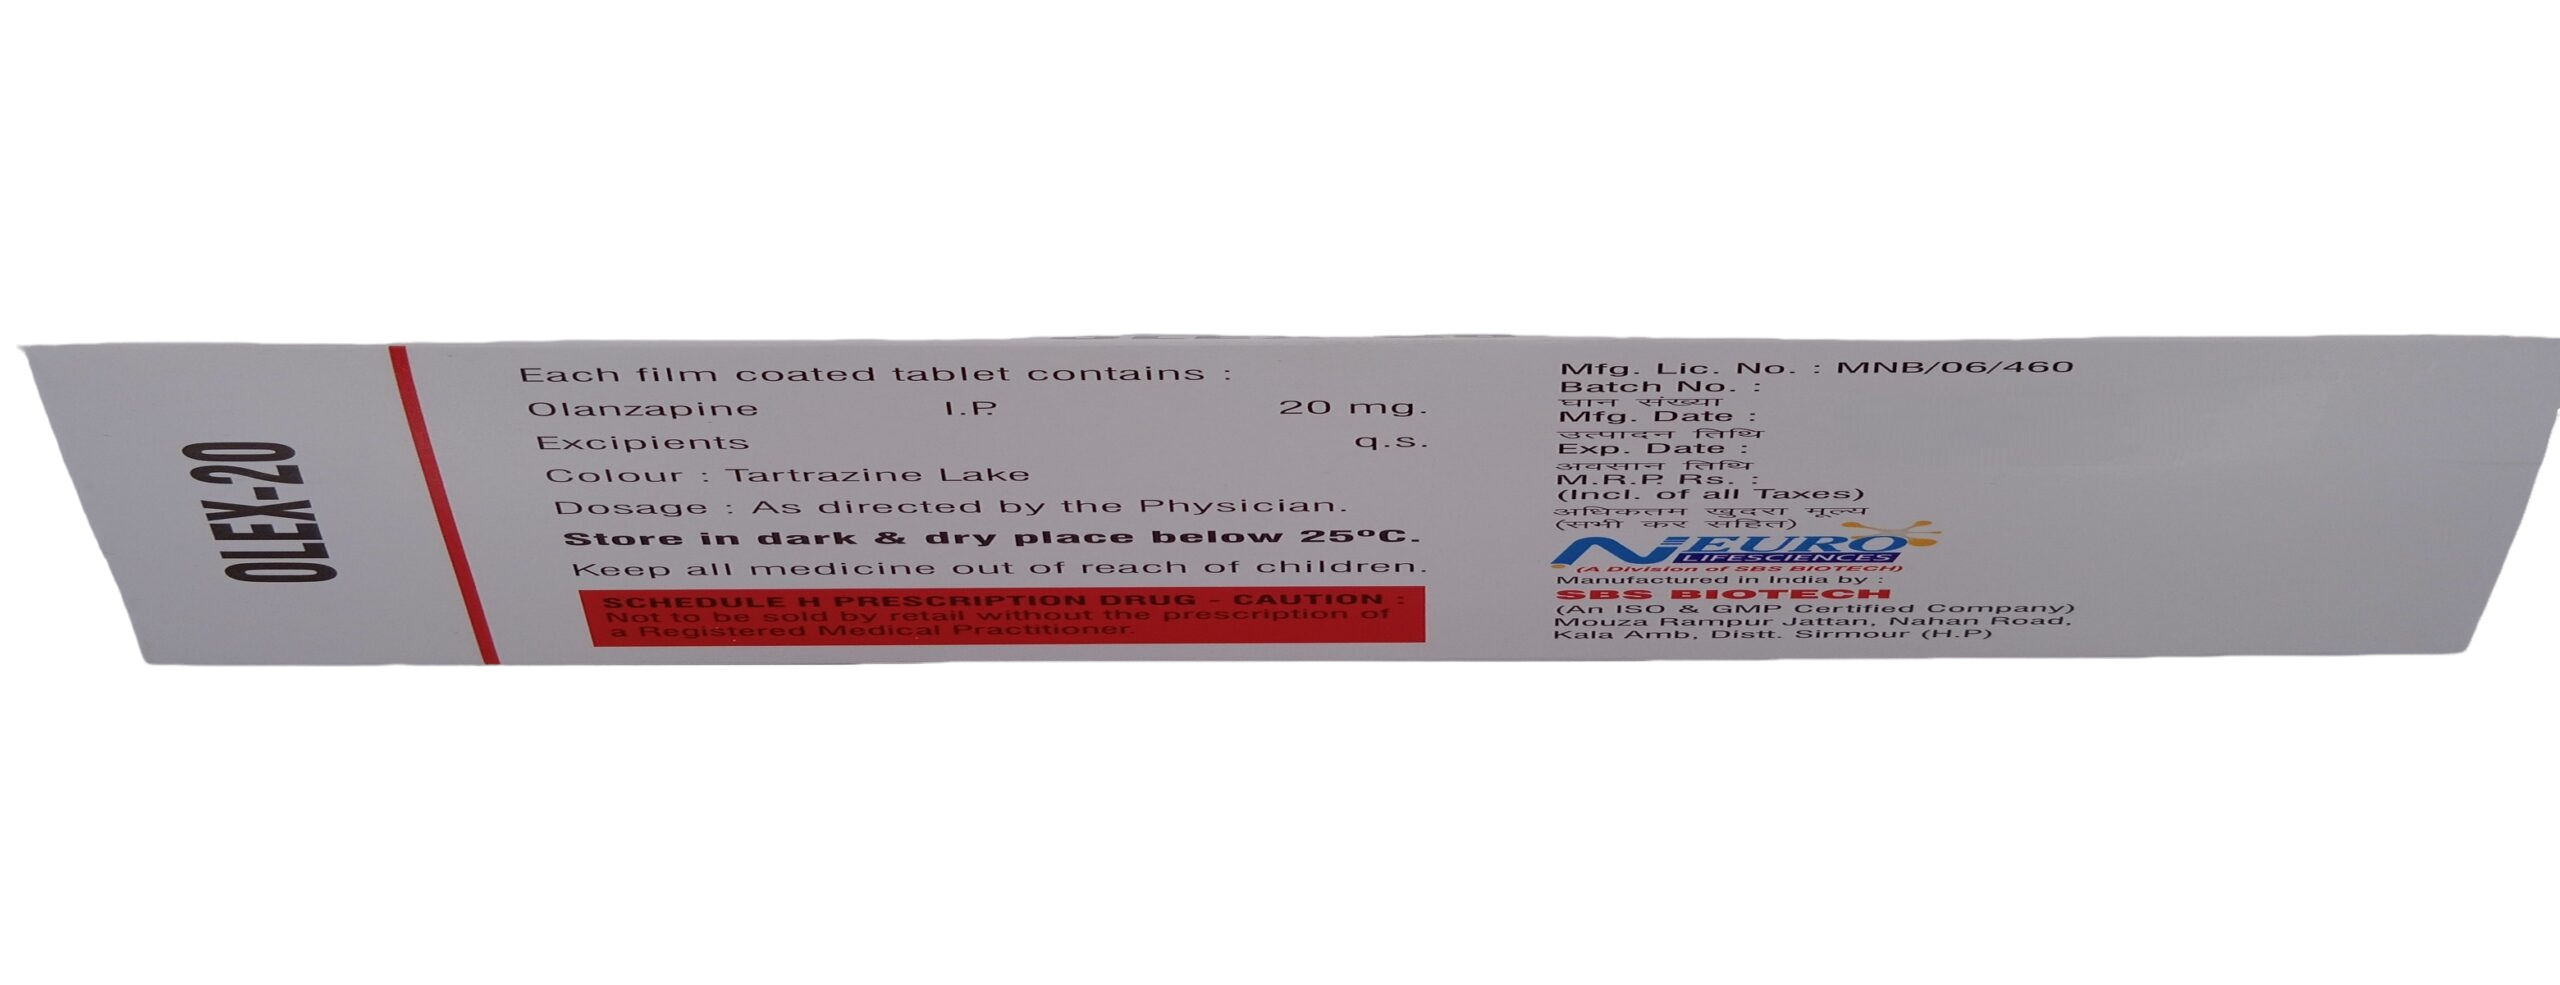 OLEX-20
Each film coated tablet contains :
Olanzapine I.P. 20 mg.
Excipients q.s.
Colour : Tartrazine Lake
Dosage : As directed by the Physician.
Store in dark & dry place below 25ºC.
Keep all medicine out of reach of children.
SCHEDULE H PRESCRIPTION DRUG - CAUTION :
Not to be sold by retail without the prescription of
a Registered Medical Practitioner.
Mfg. Lic. No. : MNB/06/460
Batch No. :
घान संख्या
Mfg. Date :
उत्पादन तिथि
Exp. Date :
अवसान तिथि
M.R.P. Rs. :
(Incl. of all Taxes)
अधिकतम खुदरा मूल्य
(सभी कर सहित)
NEURO
LIFESCIENCES
(A Division of SBS BIOTECH)
Manufactured in India by :
SBS BIOTECH
(An ISO & GMP Certified Company)
Mouza Rampur Jattan, Nahan Road,
Kala Amb, Distt. Sirmour (H.P)